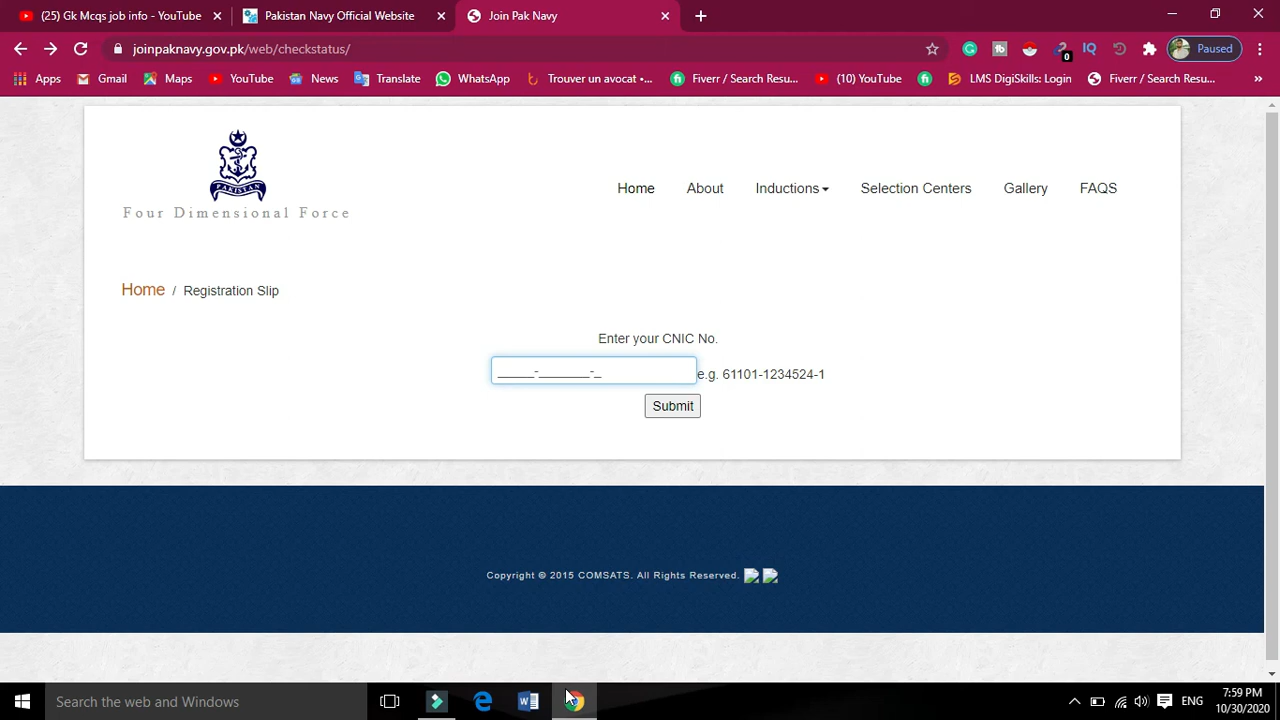 (25) Gk Mcqs job info - YouTube
Pakistan Navy Official Website
Join Pak Navy
joinpaknavy.gov.pk/web/checkstatus/
0
IQ
Paused
Apps
Gmail
Maps
YouTube
News
Translate
WhatsApp
Trouver un avocat •...
Fiverr / Search Resu...
(10) YouTube
LMS DigiSkills: Login
Fiverr / Search Resu...
»
PAKISTAN
Four Dimensional Force
Home
About
Inductions
Selection Centers
Gallery
FAQS
Home / Registration Slip
Enter your CNIC No.
_____-_______-_
e.g. 61101-1234524-1
Submit
Copyright © 2015 COMSATS. All Rights Reserved.
Search the web and Windows
ENG
7:59 PM
10/30/2020